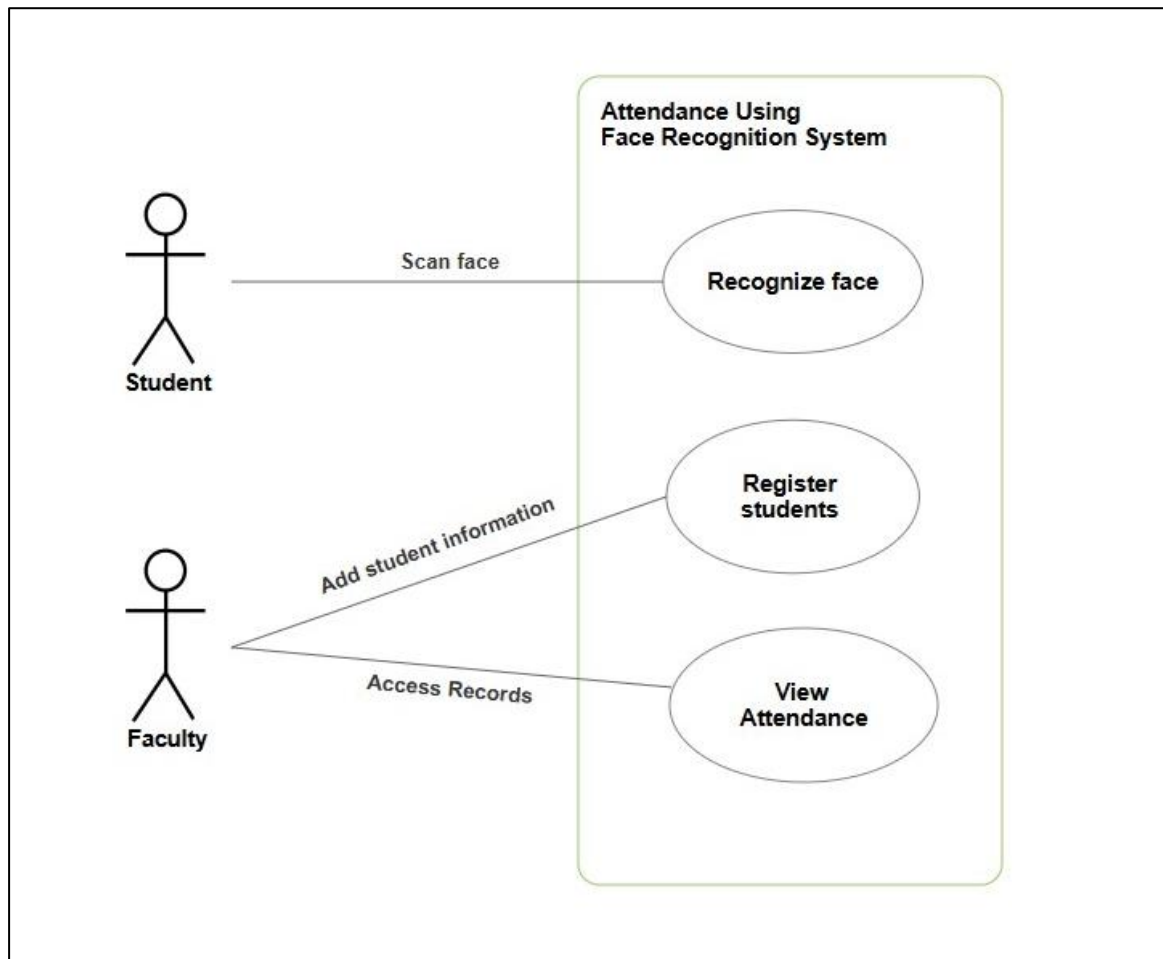 Attendance Using
Face Recognition System
Scan face
Recognize face
Student
Register
students
Add student information
Access Records
View
Attendance
Faculty